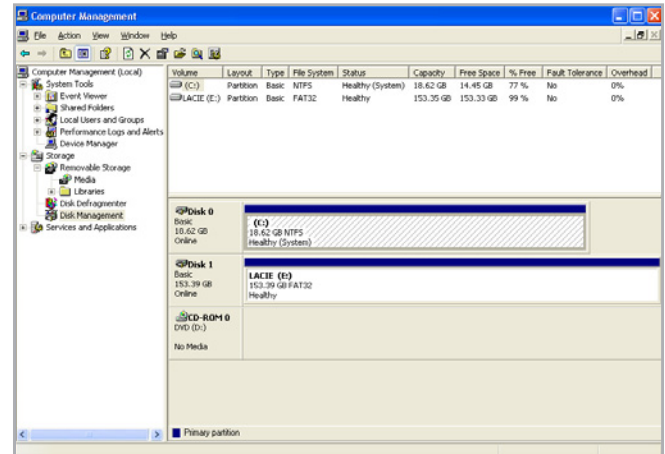 Computer Management
File Action View Window Help
Computer Management (Local)
System Tools
Event Viewer
Shared Folders
Local Users and Groups
Performance Logs and Alerts
Device Manager
Storage
Removable Storage
Media
Libraries
Disk Defragmenter
Disk Management
Services and Applications
Volume Layout Type File System Status Capacity Free Space % Free Fault Tolerance Overhead
(C:) Partition Basic NTFS Healthy (System) 18.62 GB 14.45 GB 77 % No 0%
LACIE (E:) Partition Basic FAT32 Healthy 153.35 GB 153.33 GB 99 % No 0%
Disk 0
Basic
18.62 GB
Online
(C:)
18.62 GB NTFS
Healthy (System)
Disk 1
Basic
153.39 GB
Online
LACIE (E:)
153.39 GB FAT32
Healthy
CD-ROM 0
DVD (D:)
No Media
Primary partition